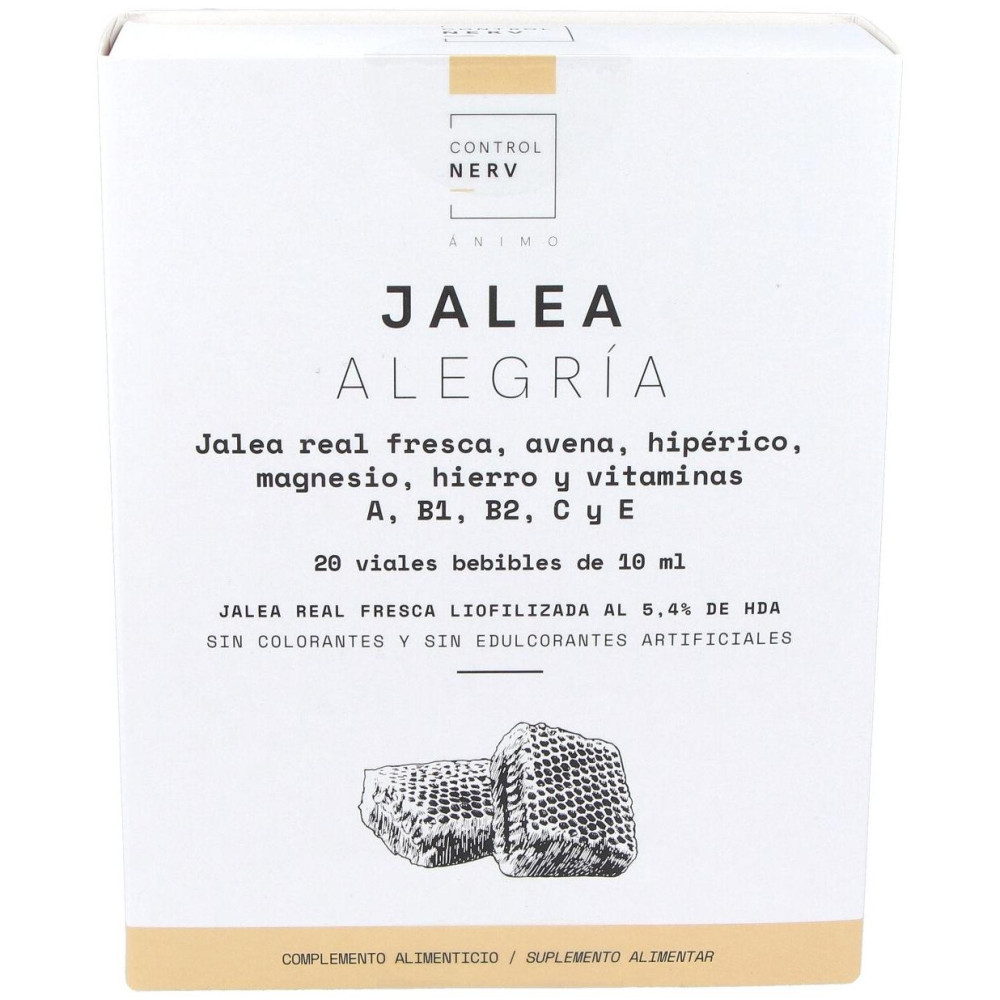 CONTROL
NERV
CONTROL
NERV
ÁNIMO
JALEA
ALEGRÍA
Jalea real fresca, avena, hipérico,
magnesio, hierro y vitaminas
A, B1, B2, C y E
20 viales bebibles de 10 ml
JALEA REAL FRESCA LIOFILIZADA AL 5,4% DE HDA
SIN COLORANTES Y SIN EDULCORANTES ARTIFICIALES
COMPLEMENTO ALIMENTICIO / SUPLEMENTO ALIMENTAR